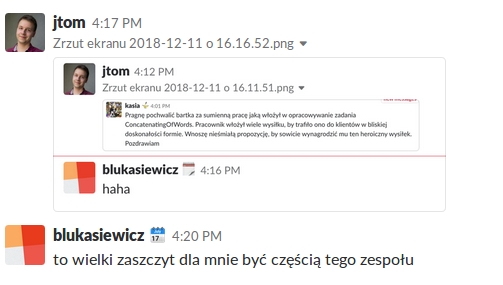 jtom 4:17 PM
Zrzut ekranu 2018-12-11 o 16.16.52.png
jtom 4:12 PM
Zrzut ekranu 2018-12-11 o 16.11.51.png
new messages
kasia 4:01 PM
Pragnę pochwalić bartka za sumienną pracę jaką włożył w opracowywanie zadania
ConcatenatingOfWords. Pracownik włożył wiele wysiłku, by trafiło ono do klientów w bliskiej
doskonałości formie. Wnoszę nieśmiałą propozycję, by sowicie wynagrodzić mu ten heroiczny wysiłek.
Pozdrawiam
blukasiewicz 4:16 PM
haha
blukasiewicz 17 4:20 PM
to wielki zaszczyt dla mnie być częścią tego zespołu